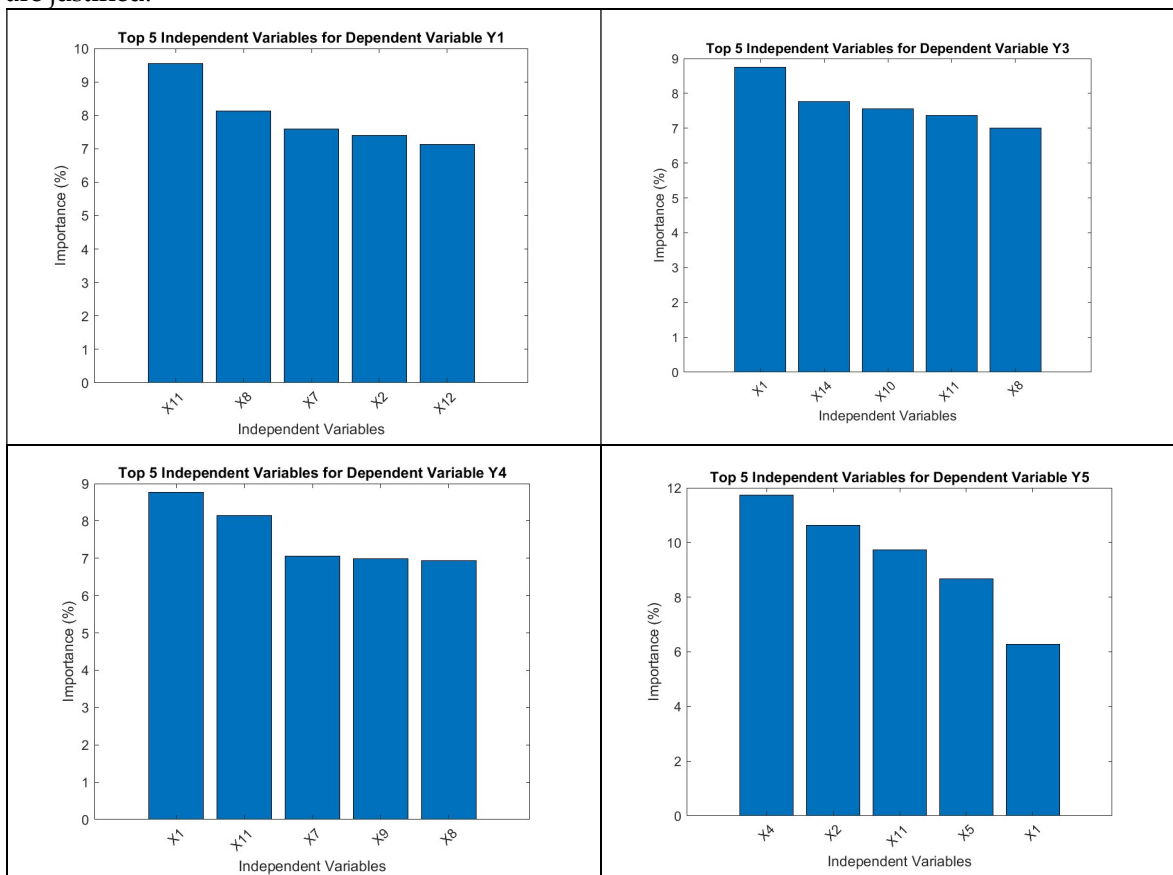 are justified.
Top 5 Independent Variables for Dependent Variable Y1
10
9
8
7
6
5
4
3
2
1
0
Importance (%)
X11 X8 X7 X2 X12
Independent Variables
Top 5 Independent Variables for Dependent Variable Y3
9
8
7
6
5
4
3
2
1
0
Importance (%)
X1 X14 X10 X11 X8
Independent Variables
Top 5 Independent Variables for Dependent Variable Y4
9
8
7
6
5
4
3
2
1
0
Importance (%)
X1 X11 X7 X9 X8
Independent Variables
Top 5 Independent Variables for Dependent Variable Y5
12
10
8
6
4
2
0
Importance (%)
X4 X2 X11 X5 X1
Independent Variables